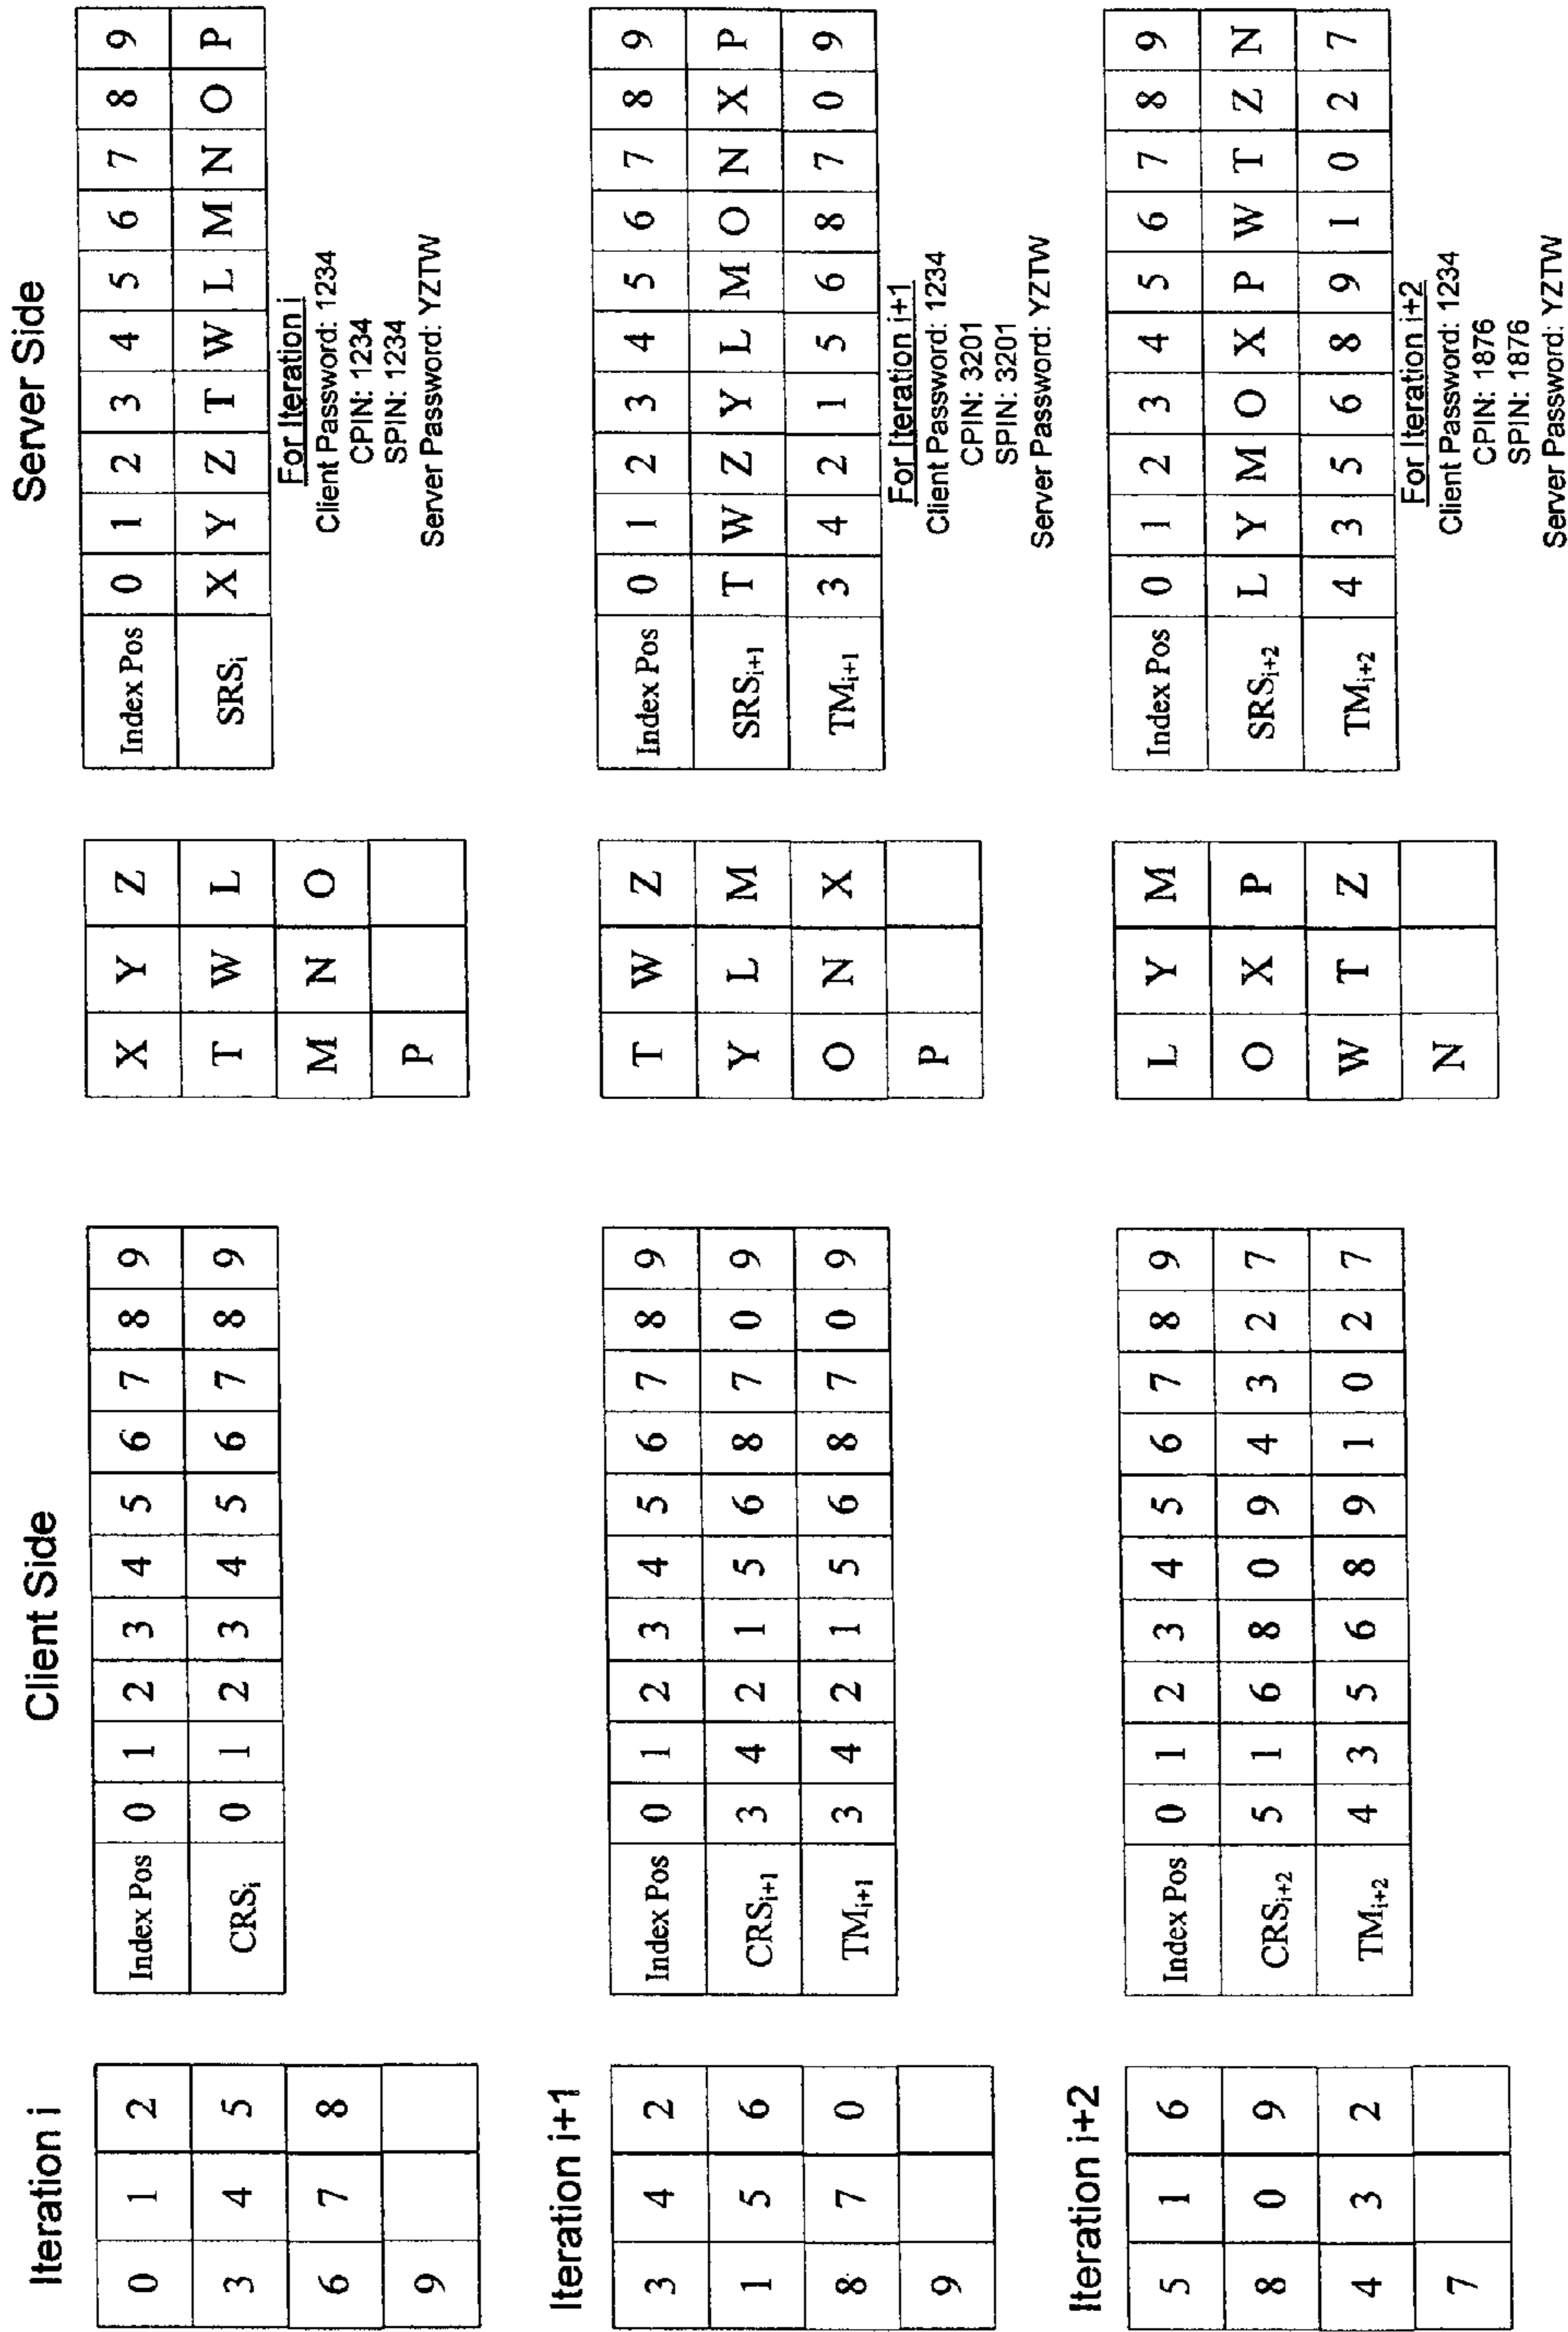 Client Side
Server Side
Iteration i
0 1 2
3 4 5
6 7 8
9
Index Pos 0 1 2 3 4 5 6 7 8 9
CRSi 0 1 2 3 4 5 6 7 8 9
X Y Z
T W L
M N O
P
Index Pos 0 1 2 3 4 5 6 7 8 9
SRSi X Y Z T W L M N O P
For Iteration i
Client Password: 1234
CPIN: 1234
SPIN: 1234
Server Password: YZTW
Iteration i+1
3 4 2
1 5 6
8 7 0
9
Index Pos 0 1 2 3 4 5 6 7 8 9
CRSi+1 3 4 2 1 5 6 8 7 0 9
TMi+1 3 4 2 1 5 6 8 7 0 9
T W Z
Y L M
O N X
P
Index Pos 0 1 2 3 4 5 6 7 8 9
SRSi+1 T W Z Y L M O N X P
TMi+1 3 4 2 1 5 6 8 7 0 9
For Iteration i+1
Client Password: 1234
CPIN: 3201
SPIN: 3201
Server Password: YZTW
Iteration i+2
5 1 6
8 0 9
4 3 2
7
Index Pos 0 1 2 3 4 5 6 7 8 9
CRSi+2 5 1 6 8 0 9 4 3 2 7
TMi+2 4 3 5 6 8 9 1 0 2 7
L Y M
O X P
W T Z
N
Index Pos 0 1 2 3 4 5 6 7 8 9
SRSi+2 L Y M O X P W T Z N
TMi+2 4 3 5 6 8 9 1 0 2 7
For Iteration i+2
Client Password: 1234
CPIN: 1876
SPIN: 1876
Server Password: YZTW